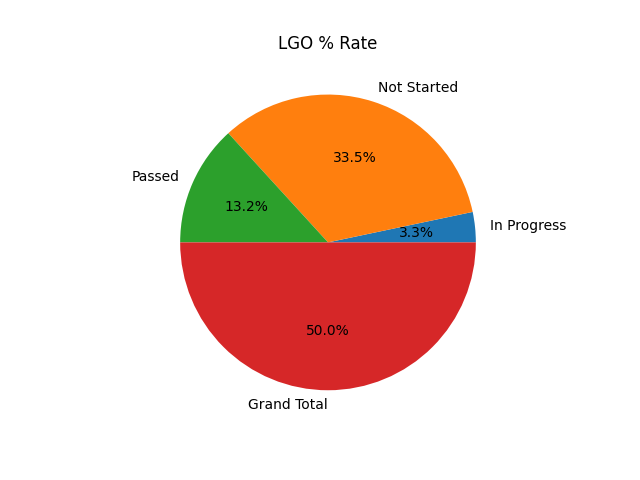 LGO % Rate
Not Started
33.5%
Passed
13.2%
In Progress
3.3%
50.0%
Grand Total